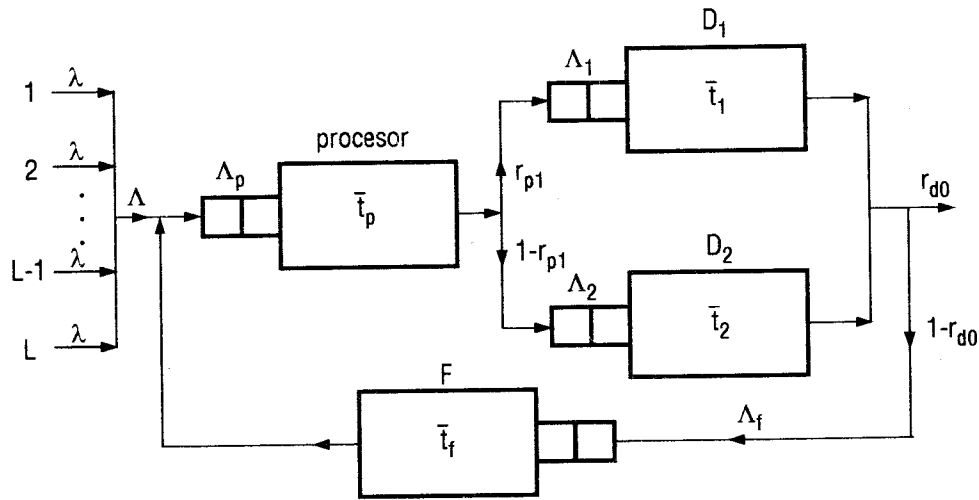 1 λ
2 λ
.
.
.
L-1 λ
L λ
Λ
Λp
procesor
t̅p
rp1
1-rp1
Λ1
D1
t̅1
Λ2
D2
t̅2
rd0
1-rd0
F
t̅f
Λf